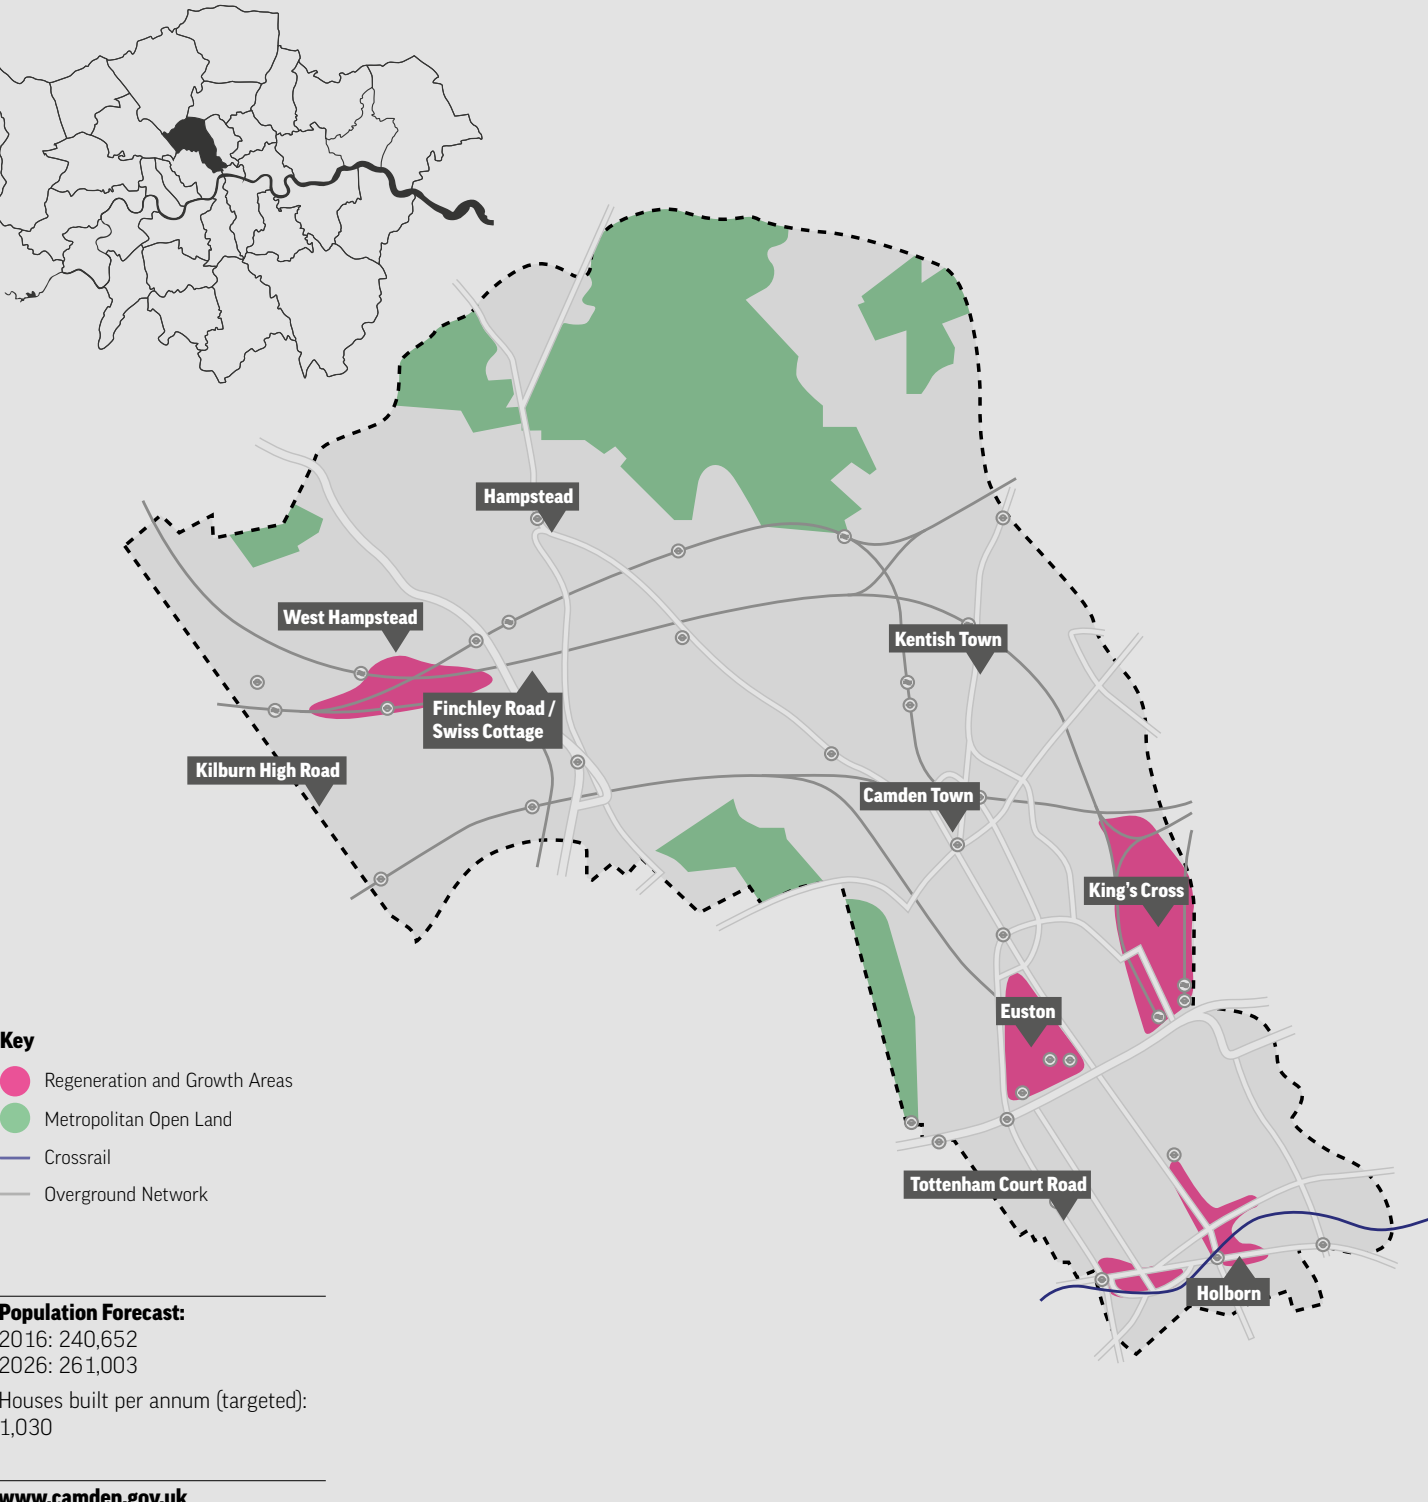 Hampstead
West Hampstead
Kentish Town
Finchley Road /
Swiss Cottage
Kilburn High Road
Camden Town
King's Cross
Euston
Tottenham Court Road
Holborn
Key
Regeneration and Growth Areas
Metropolitan Open Land
Crossrail
Overground Network
Population Forecast:
2016: 240,652
2026: 261,003
Houses built per annum (targeted):
1,030
www.camden.gov.uk